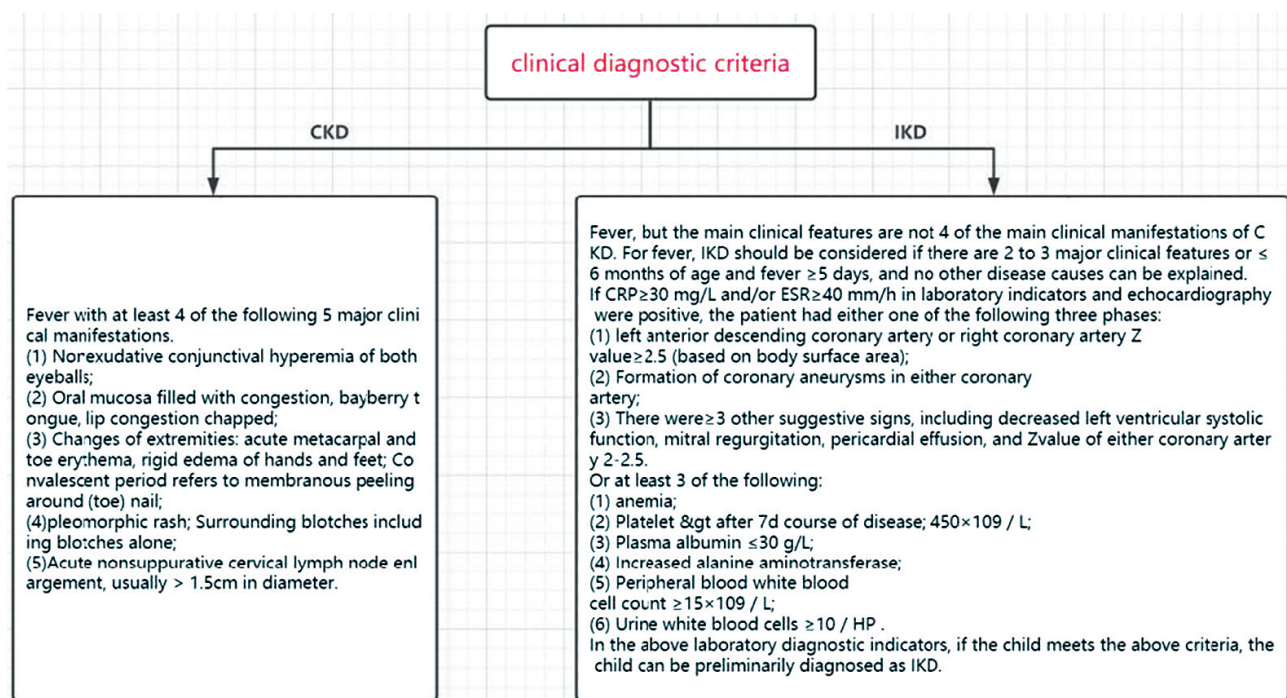 clinical diagnostic criteria
CKD
IKD
Fever with at least 4 of the following 5 major clini
cal manifestations.
(1) Norexudative conjunctival hyperemia of both
eyeballs;
(2) Oral mucosa filled with congestion, bayberry t
ongue, lip congestion chapped;
(3) Changes of extremities: acute metacarpal and
toe erythema, rigid edema of hands and feet; Co
nvalescent period refers to membranous peeling
around (toe) nail;
(4)pleomorphic rash; Surrounding blotches includ
ing blotches alone;
(5)Acute nonsuppurative cervical lymph node enl
argement, usually > 1.5cm in diameter.
Fever, but the main clinical features are not 4 of the main clinical manifestations of C
KD. For fever, IKD should be considered if there are 2 to 3 major clinical features or ≤
6 months of age and fever ≥5 days, and no other disease causes can be explained.
If CRP≥30 mg/L and/or ESR≥40 mm/h in laboratory indicators and echocardiography
were positive, the patient had either one of the following three phases:
(1) left anterior descending coronary artery or right coronary artery Z
value≥2.5 (based on body surface area);
(2) Formation of coronary aneurysms in either coronary
artery;
(3) There were≥3 other suggestive signs, including decreased left ventricular systolic
function, mitral regurgitation, pericardial effusion, and Zvalue of either coronary arter
y 2-2.5.
Or at least 3 of the following:
(1) anemia;
(2) Platelet &gt after 7d course of disease; 450×109 / L;
(3) Plasma albumin ≤30 g/L;
(4) Increased alanine aminotransferase;
(5) Peripheral blood white blood
cell count ≥15×109 / L;
(6) Urine white blood cells ≥10 / HP .
In the above laboratory diagnostic indicators, if the child meets the above criteria, the
child can be preliminarily diagnosed as IKD.